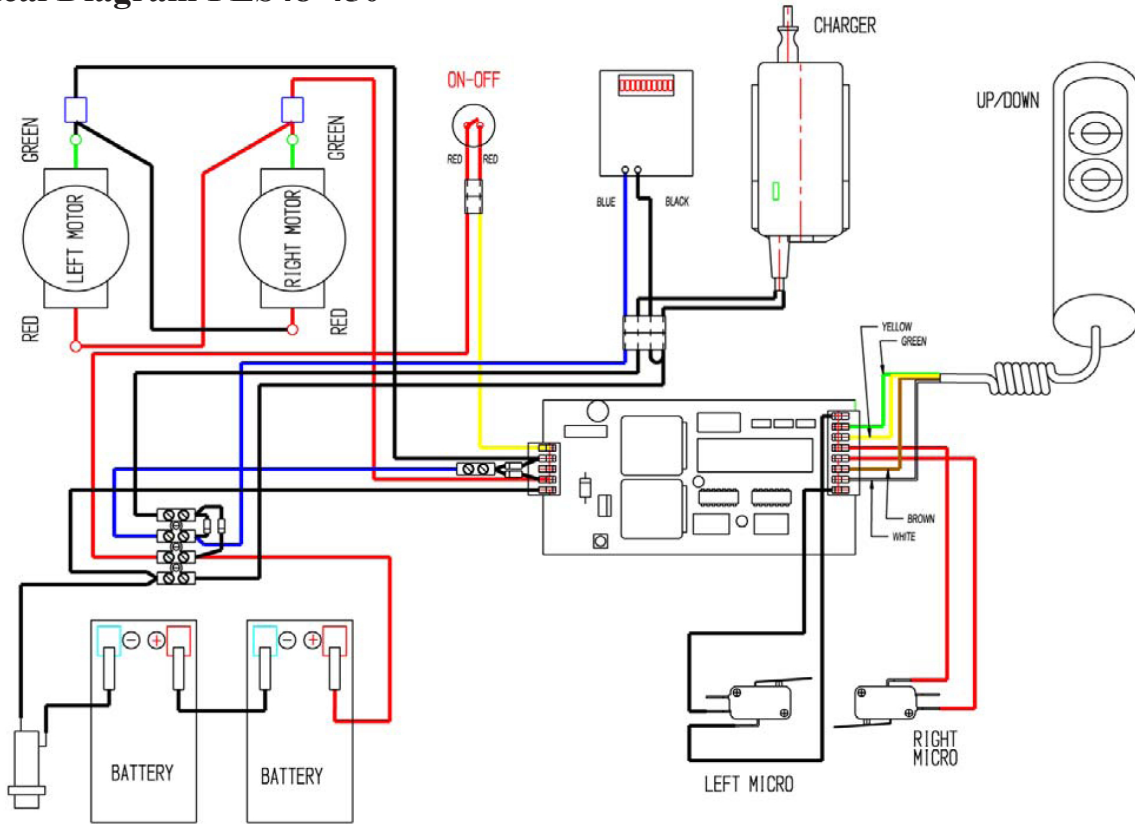 CHARGER
UP/DOWN
ON-OFF
GREEN
GREEN
RED
RED
LEFT MOTOR
RIGHT MOTOR
BLUE
BLACK
RED
RED
YELLOW
GREEN
BROWN
WHITE
- + - +
BATTERY
BATTERY
LEFT MICRO
RIGHT
MICRO